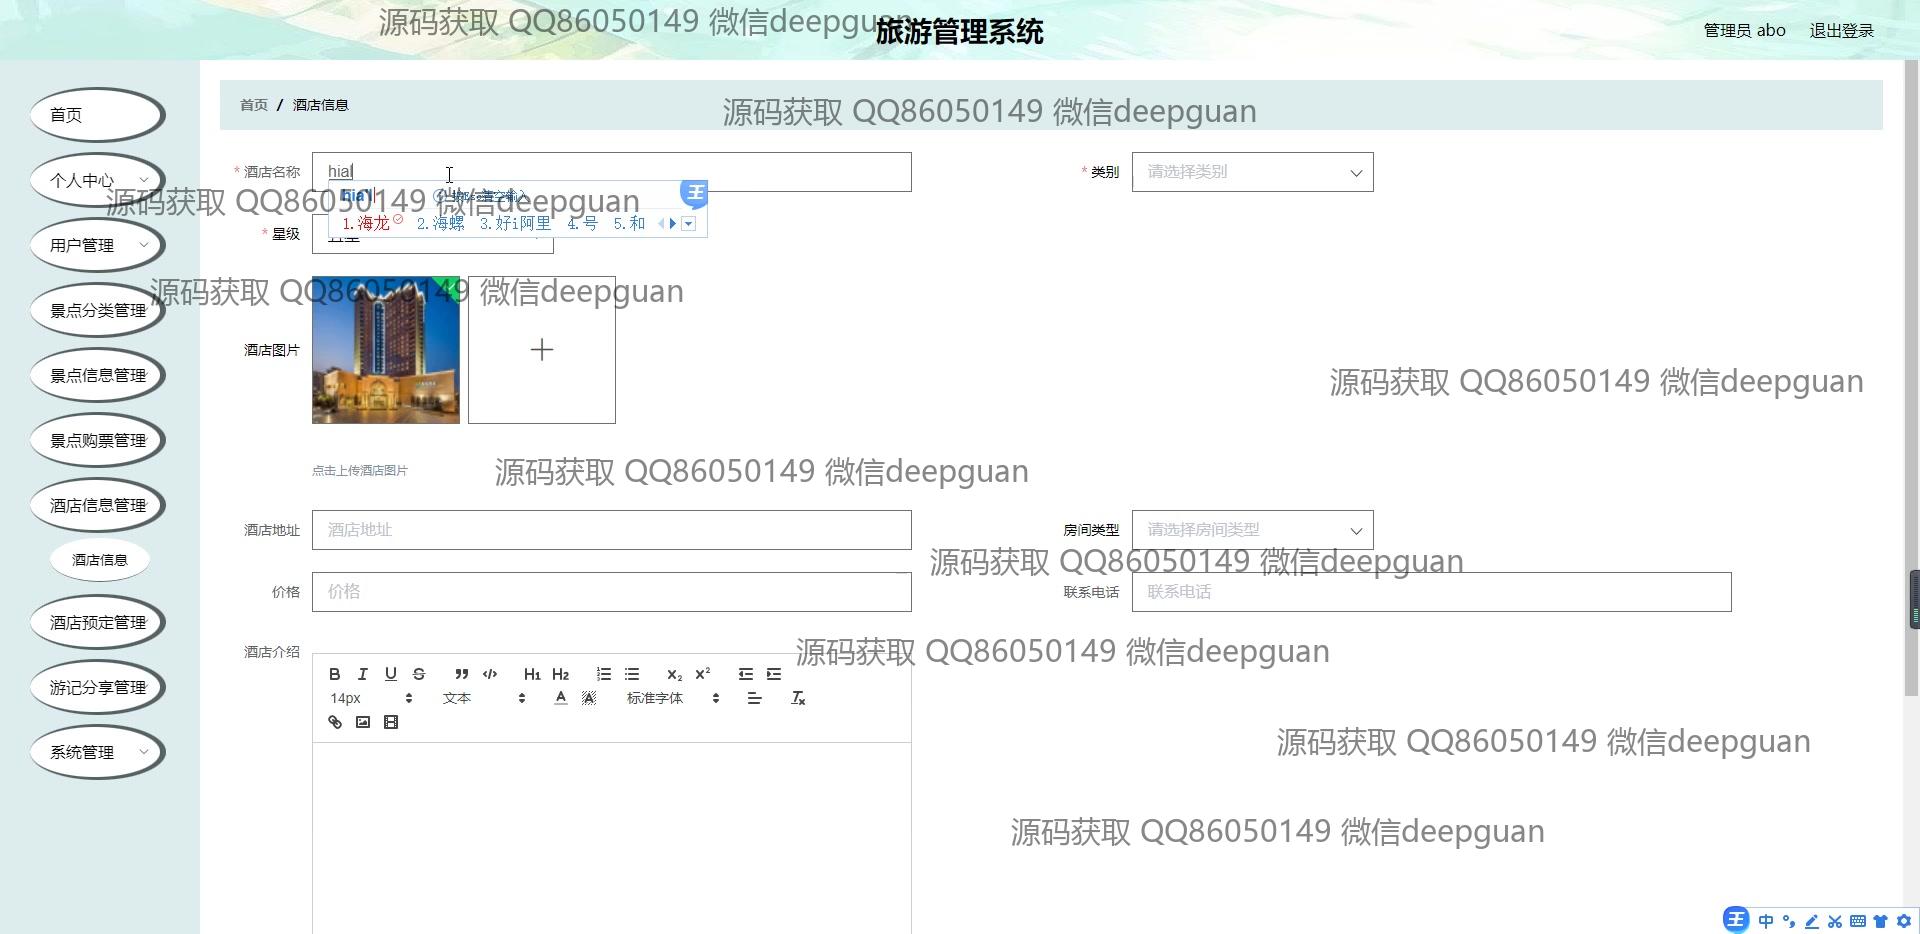 源码获取 QQ86050149 微信deepguan
旅游管理系统
管理员 abo
退出登录
首页
个人中心
用户管理
景点分类管理
景点信息管理
景点购票管理
酒店信息管理
酒店信息
酒店预定管理
游记分享管理
系统管理
首页 / 酒店信息
源码获取 QQ86050149 微信deepguan
* 酒店名称
hial
* 类别
请选择类别
源码获取 QQ86050149 微信deepguan
1.海龙 2.海螺 3.好i阿里 4.号 5.和
* 星级
源码获取 QQ86050149 微信deepguan
酒店图片
源码获取 QQ86050149 微信deepguan
点击上传酒店图片
源码获取 QQ86050149 微信deepguan
酒店地址
酒店地址
房间类型
请选择房间类型
源码获取 QQ86050149 微信deepguan
价格
价格
联系电话
联系电话
酒店介绍
源码获取 QQ86050149 微信deepguan
B I U S H1 H2 x₂ x²
14px 文本 A A 标准字体
源码获取 QQ86050149 微信deepguan
源码获取 QQ86050149 微信deepguan
王 中